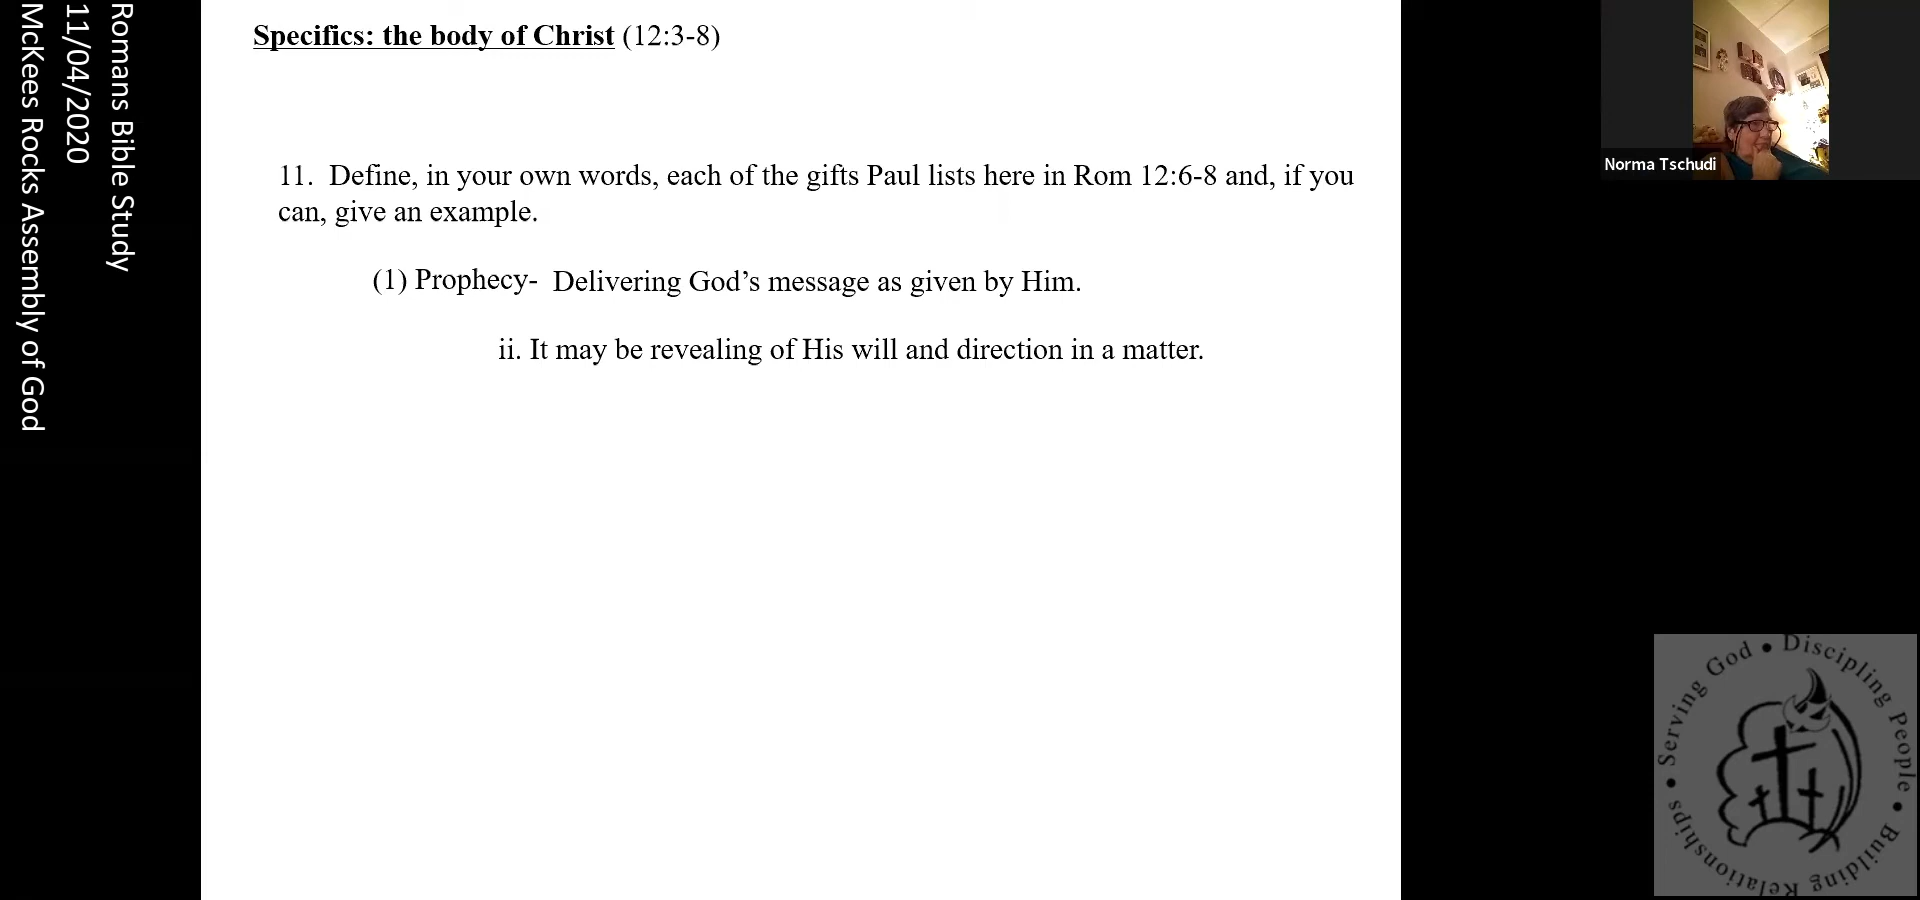 Romans Bible Study
11/04/2020
McKees Rocks Assembly of God
Specifics: the body of Christ (12:3-8)
11. Define, in your own words, each of the gifts Paul lists here in Rom 12:6-8 and, if you
can, give an example.
(1) Prophecy- Delivering God’s message as given by Him.
ii. It may be revealing of His will and direction in a matter.
Norma Tschudi
Serving God • Discipling People • Building Relationships •